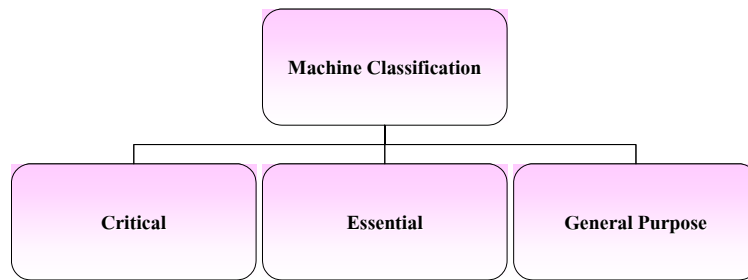 Machine Classification
Critical
Essential
General Purpose